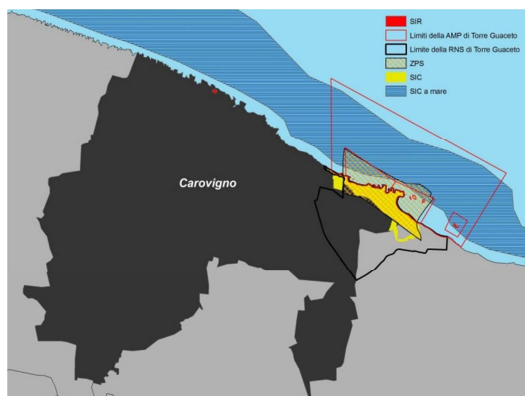 SIR
Limiti della AMP di Torre Guaceto
Limite della RNS di Torre Guaceto
ZPS
SIC
SIC a mare
Carovigno